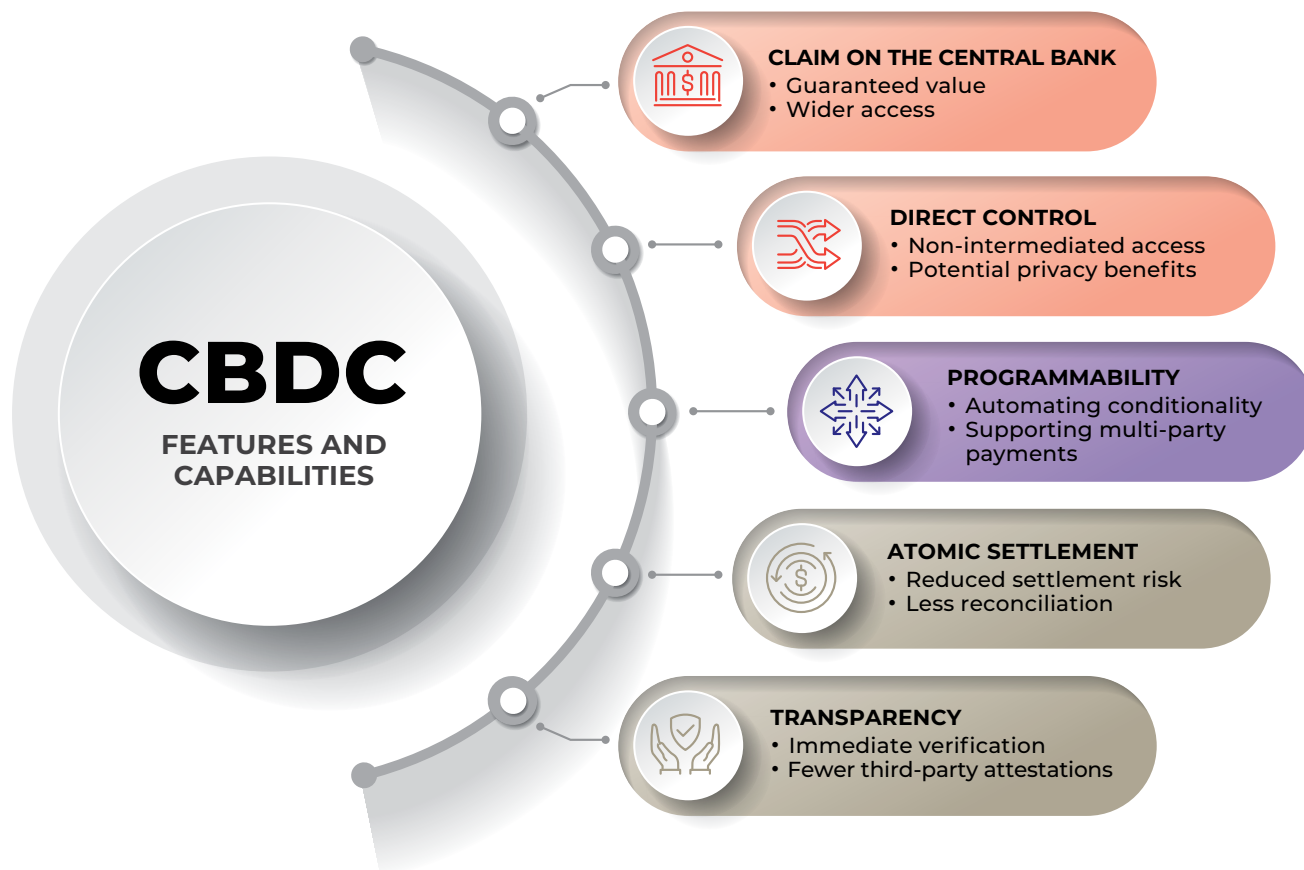 CBDC
FEATURES AND
CAPABILITIES
CLAIM ON THE CENTRAL BANK
• Guaranteed value
• Wider access
DIRECT CONTROL
• Non-intermediated access
• Potential privacy benefits
PROGRAMMABILITY
• Automating conditionality
• Supporting multi-party
payments
ATOMIC SETTLEMENT
• Reduced settlement risk
• Less reconciliation
TRANSPARENCY
• Immediate verification
• Fewer third-party attestations